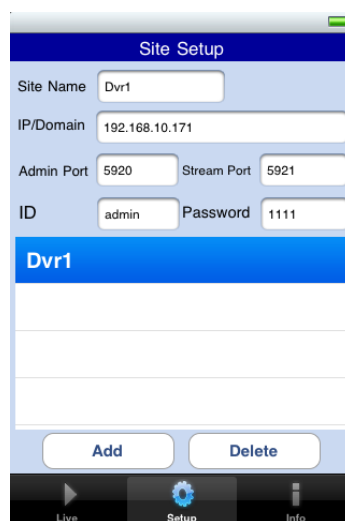 Site Setup
Site Name Dvr1
IP/Domain 192.168.10.171
Admin Port 5920 Stream Port 5921
ID admin Password 1111
Dvr1
Add Delete
Live Setup Info